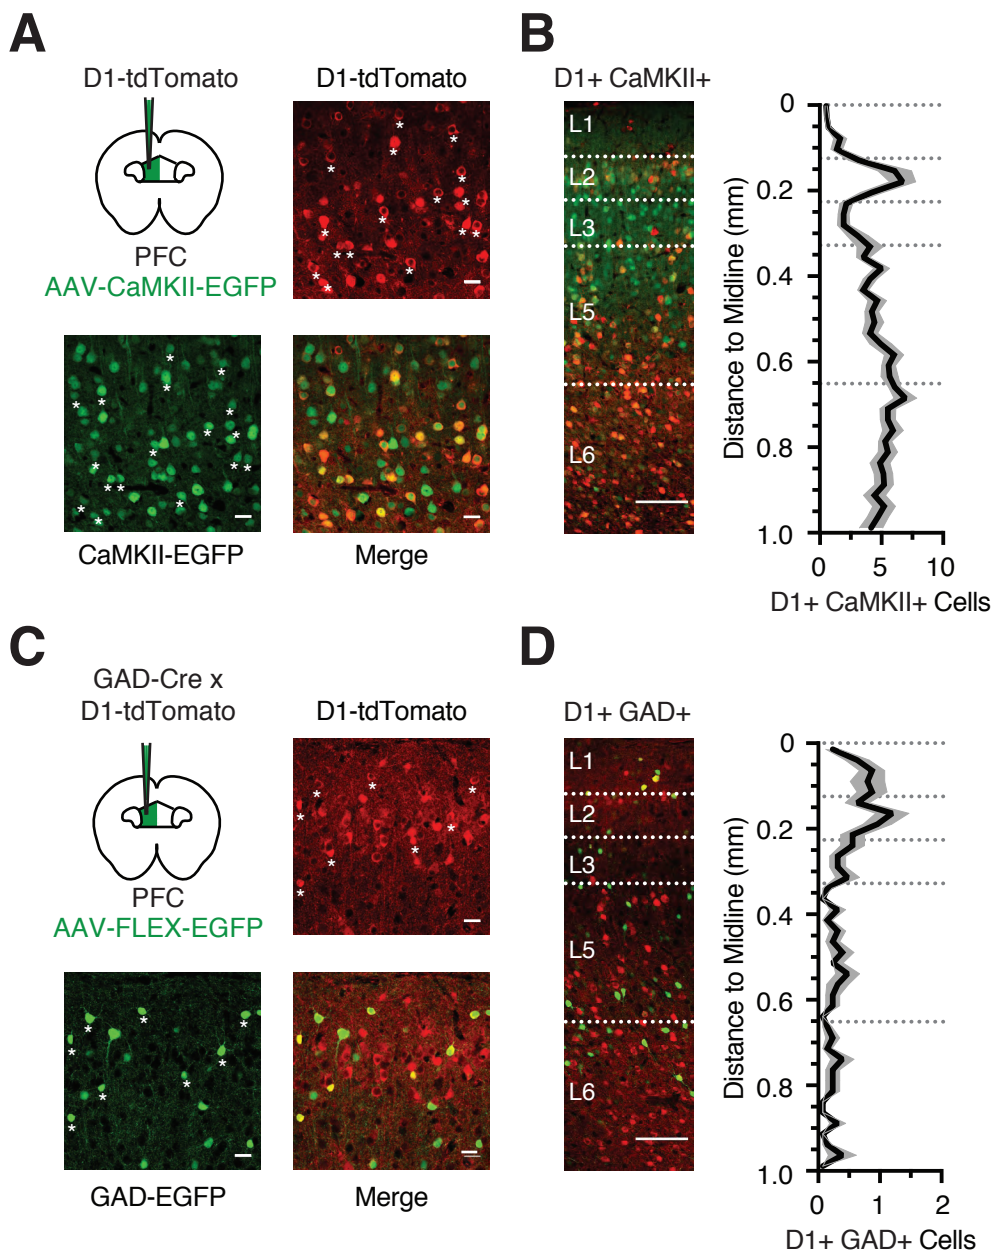 A
D1-tdTomato
PFC
AAV-CaMKII-EGFP
D1-tdTomato
* * * * * * * * * * * * * * *
CaMKII-EGFP
* * * * * * * * * * * * * * *
Merge
B
D1+ CaMKII+
L1
L2
L3
L5
L6
Distance to Midline (mm)
0
0.2
0.4
0.6
0.8
1.0
0 5 10
D1+ CaMKII+ Cells
C
GAD-Cre x
D1-tdTomato
PFC
AAV-FLEX-EGFP
D1-tdTomato
* * * * * * * *
GAD-EGFP
* * * * * * * *
Merge
D
D1+ GAD+
L1
L2
L3
L5
L6
Distance to Midline (mm)
0
0.2
0.4
0.6
0.8
1.0
0 1 2
D1+ GAD+ Cells